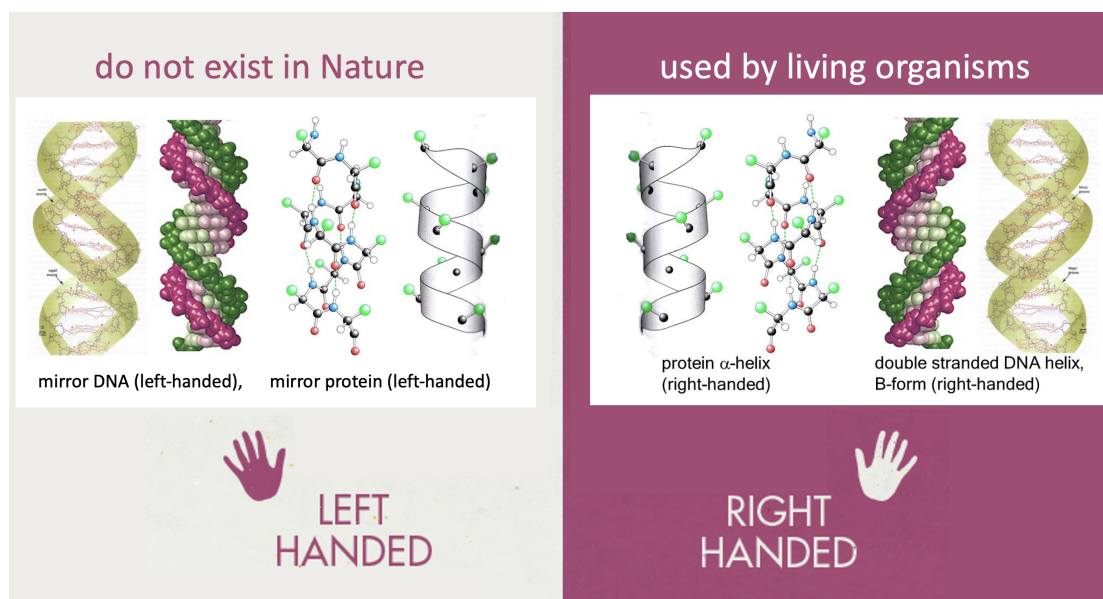 do not exist in Nature
mirror DNA (left-handed),
mirror protein (left-handed)
LEFT
HANDED
used by living organisms
protein α-helix
(right-handed)
double stranded DNA helix,
B-form (right-handed)
RIGHT
HANDED